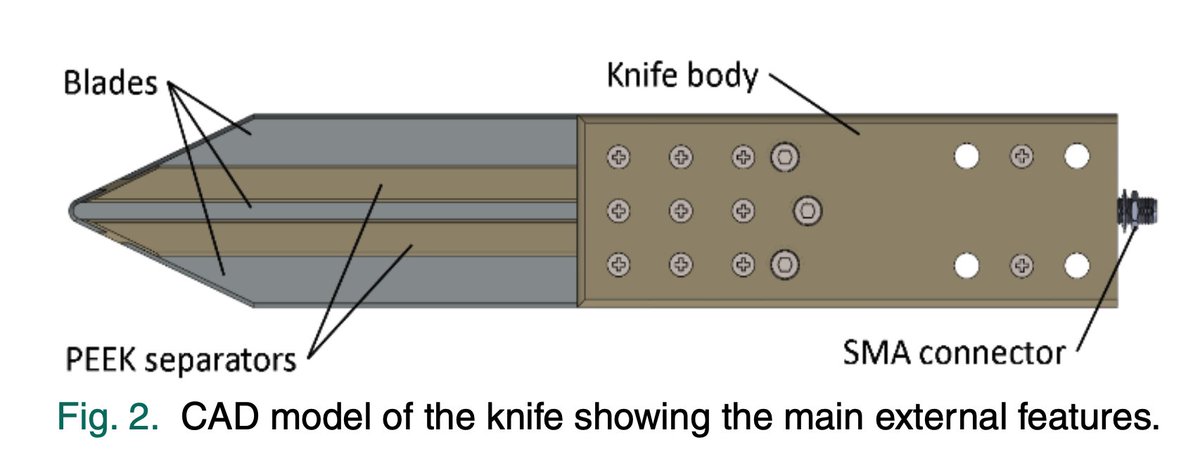 Blades
Knife body
PEEK separators
SMA connector
Fig. 2. CAD model of the knife showing the main external features.